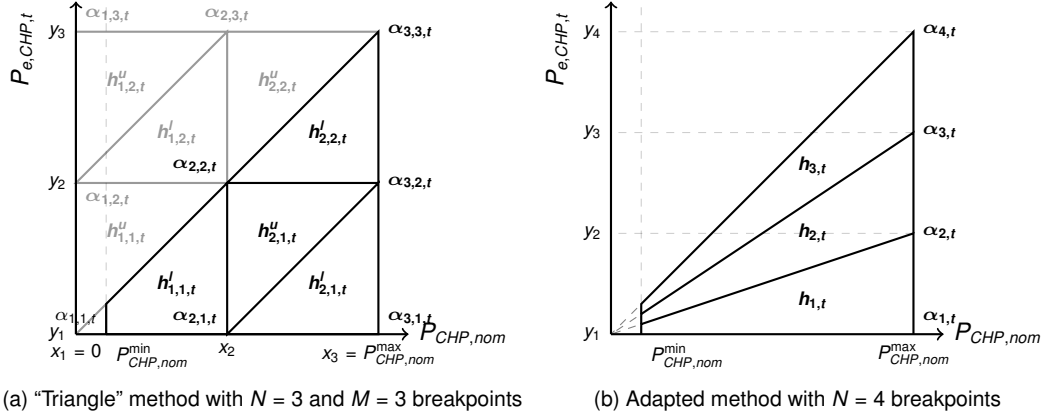 P_{e,CHP,t}
y_3 α_{1,3,t} α_{2,3,t} α_{3,3,t}
h^u_{1,2,t} h^u_{2,2,t}
h^l_{1,2,t} h^l_{2,2,t}
α_{2,2,t}
y_2 α_{1,2,t} α_{3,2,t}
h^u_{1,1,t} h^u_{2,1,t}
h^l_{1,1,t} h^l_{2,1,t}
α_{1,1,t} α_{2,1,t} α_{3,1,t}
y_1 P_{CHP,nom}
x_1 = 0 P^{min}_{CHP,nom} x_2 x_3 = P^{max}_{CHP,nom}
(a) “Triangle” method with N = 3 and M = 3 breakpoints
P_{e,CHP,t}
y_4 α_{4,t}
y_3 α_{3,t}
h_{3,t}
y_2 h_{2,t} α_{2,t}
h_{1,t}
α_{1,t}
y_1 P_{CHP,nom}
P^{min}_{CHP,nom} P^{max}_{CHP,nom}
(b) Adapted method with N = 4 breakpoints